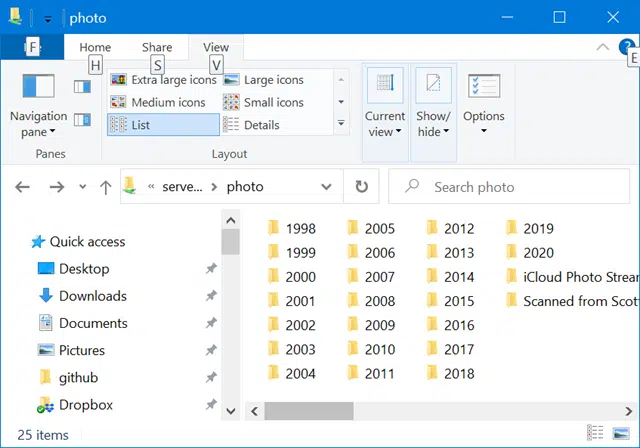 photo
F
Home
Share
View
H
S
V
E
Navigation pane
Extra large icons
Large icons
Medium icons
Small icons
List
Details
Current view
Show/ hide
Options
Panes
Layout
« serve... > photo
Search photo
Quick access
Desktop
Downloads
Documents
Pictures
github
Dropbox
1998
1999
2000
2001
2002
2003
2004
2005
2006
2007
2008
2009
2010
2011
2012
2013
2014
2015
2016
2017
2018
2019
2020
iCloud Photo Strean
Scanned from Scot
25 items